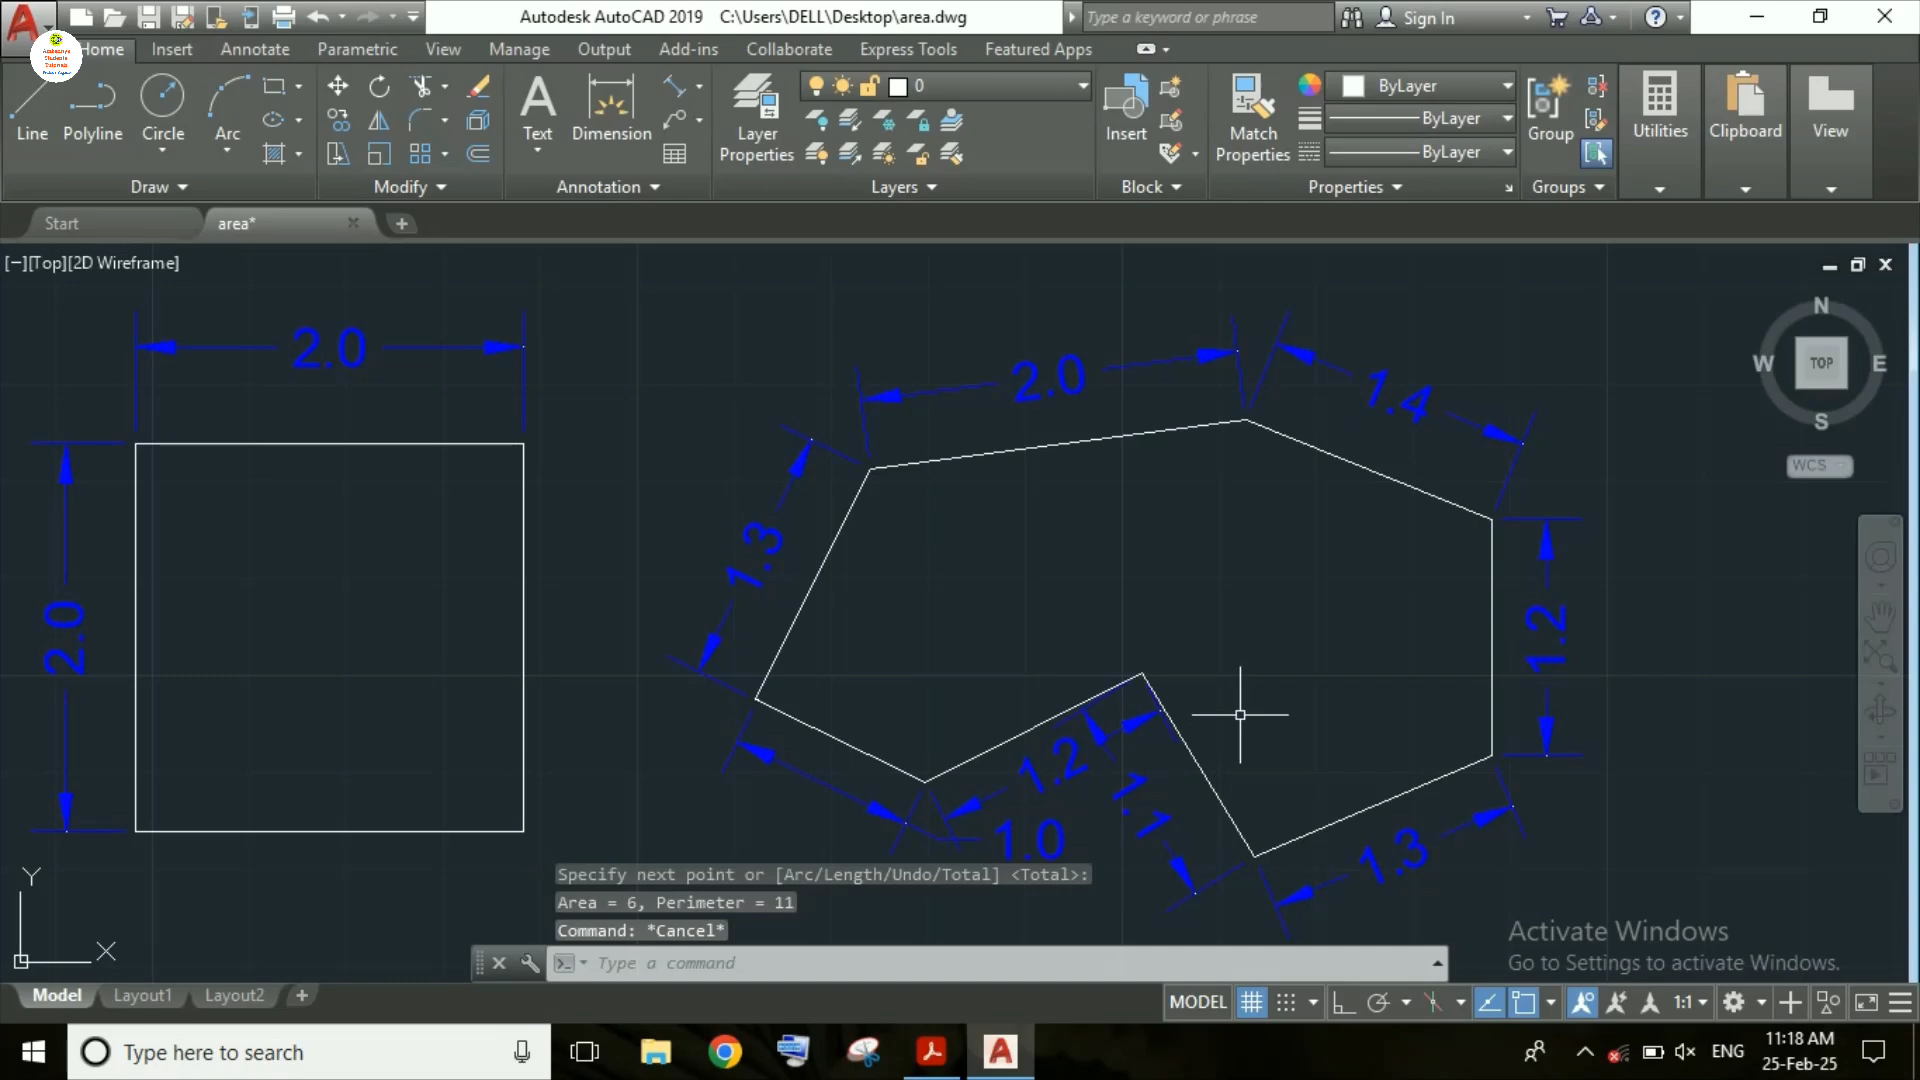 Autodesk AutoCAD 2019 C:\Users\DELL\Desktop\area.dwg
Type a keyword or phrase
Sign In
Home Insert Annotate Parametric View Manage Output Add-ins Collaborate Express Tools Featured Apps
Line Polyline Circle Arc
Draw
Modify
Text Dimension
Annotation
Layer
Properties
0
Layers
Insert
Block
Match
Properties
ByLayer
ByLayer
ByLayer
Properties
Group
Groups
Utilities
Clipboard
View
Start
area*
[−][Top][2D Wireframe]
N
W TOP E
S
WCS
2.0
2.0
2.0
1.4
1.3
1.2
1.2
1.1
1.0
1.3
Y
X
Specify next point or [Arc/Length/Undo/Total] <Total>:
Area = 6, Perimeter = 11
Command: *Cancel*
Type a command
Activate Windows
Go to Settings to activate Windows.
Model Layout1 Layout2
MODEL
1:1
Type here to search
ENG
11:18 AM
25-Feb-25